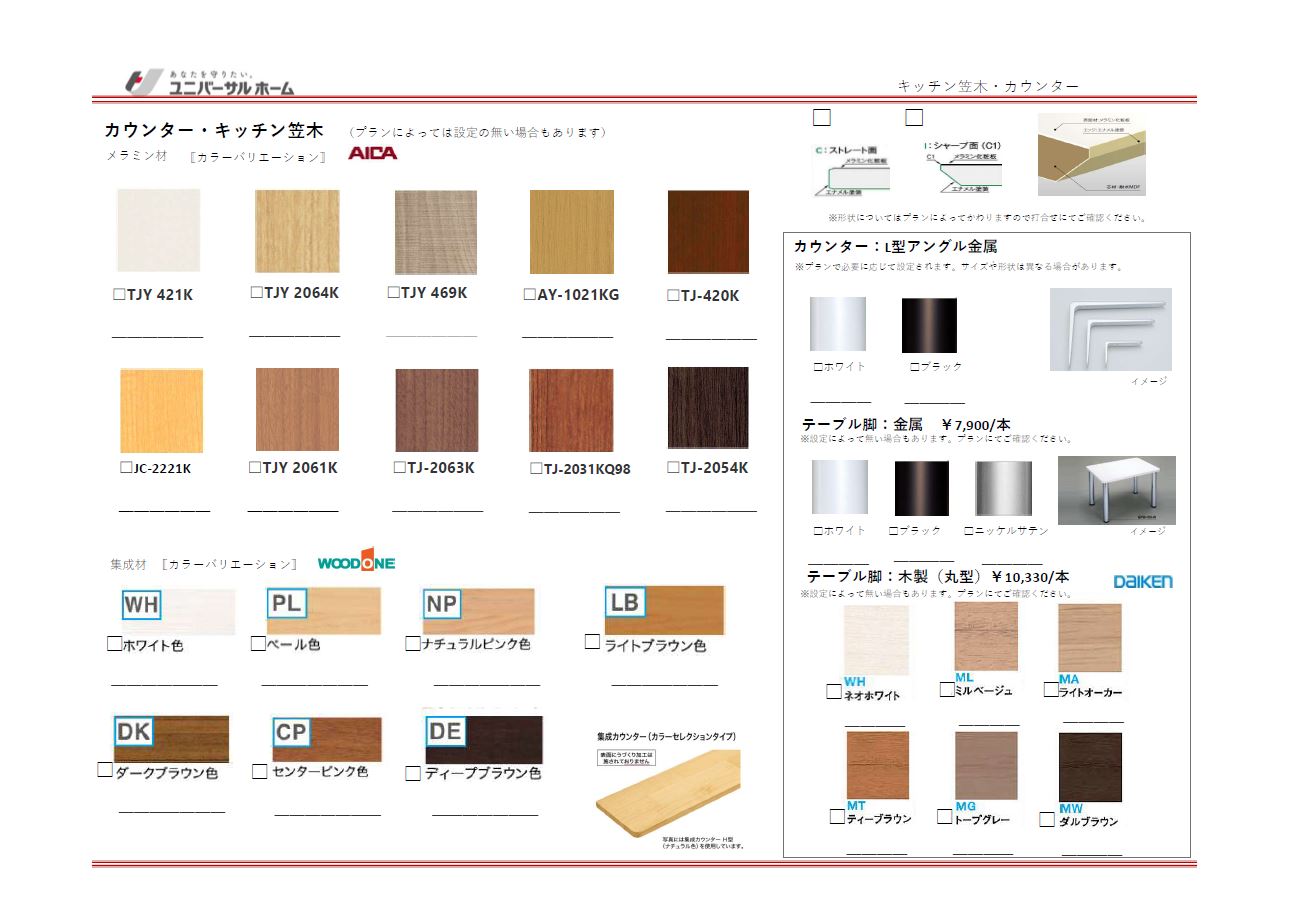 あなたを守りたい。
ユニバーサル ホーム
キッチン笠木・カウンター
カウンター・キッチン笠木 （プランによっては設定の無い場合もあります）
メラミン材 ［カラーバリエーション］ AICA
□TJY 421K □TJY 2064K □TJY 469K □AY-1021KG □TJ-420K
□JC-2221K □TJY 2061K □TJ-2063K □TJ-2031KQ98 □TJ-2054K
集成材 ［カラーバリエーション］ WOODONE
WH PL NP LB
□ホワイト色 □ペール色 □ナチュラルピンク色 □ライトブラウン色
DK CP DE
□ダークブラウン色 □センターピンク色 □ディープブラウン色
集成カウンター（カラーセレクションタイプ）
表面にうづくり加工は
施されておりません
写真には集成カウンター H型
（ナチュラル色）を使用しています。
C：ストレート面
メラミン化粧板
エナメル塗装
I：シャープ面（C1）
C1 メラミン化粧板
エナメル塗装
表面材：メラミン化粧板
エッジ：エナメル塗装
芯材：耐水MDF
※形状についてはプランによってかわりますので打合せにてご確認ください。
カウンター：L型アングル金属
※プランで必要に応じて設定されます。サイズや形状は異なる場合があります。
□ホワイト □ブラック
イメージ
テーブル脚：金属 ￥7,900/本
※設定によって無い場合もあります。プランにてご確認ください。
□ホワイト □ブラック □ニッケルサテン
イメージ
テーブル脚：木製（丸型）￥10,330/本 DAIKEN
※設定によって無い場合もあります。プランにてご確認ください。
WH ML MA
□ネオホワイト □ミルベージュ □ライトオーカー
MT MG MW
□ティーブラウン □トープグレー □ダルブラウン